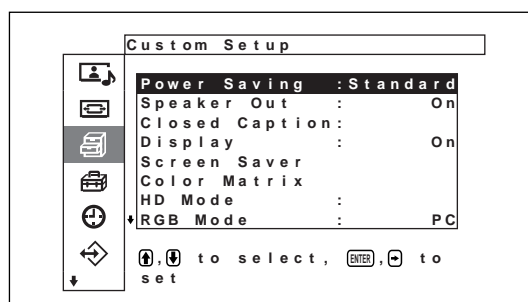 Custom Setup
Power Saving :Standard
Speaker Out : On
Closed Caption:
Display : On
Screen Saver
Color Matrix
HD Mode :
RGB Mode : PC
, to select, ENTER, to
set